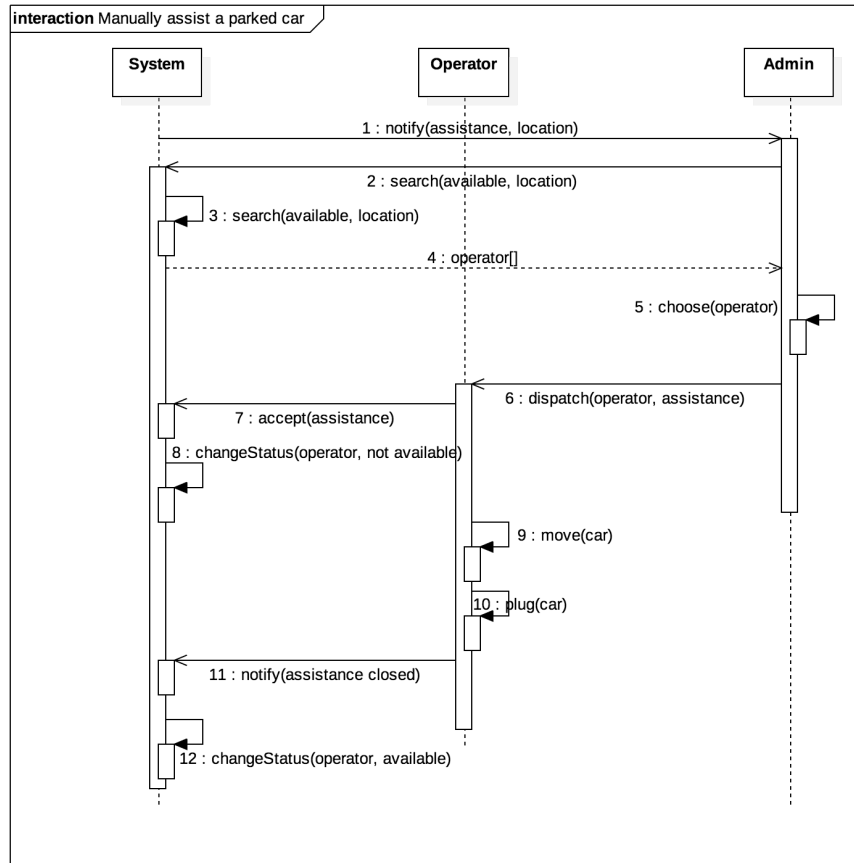 interaction Manually assist a parked car
System
Operator
Admin
1 : notify(assistance, location)
2 : search(available, location)
3 : search(available, location)
4 : operator[]
5 : choose(operator)
6 : dispatch(operator, assistance)
7 : accept(assistance)
8 : changeStatus(operator, not available)
9 : move(car)
10 : plug(car)
11 : notify(assistance closed)
12 : changeStatus(operator, available)